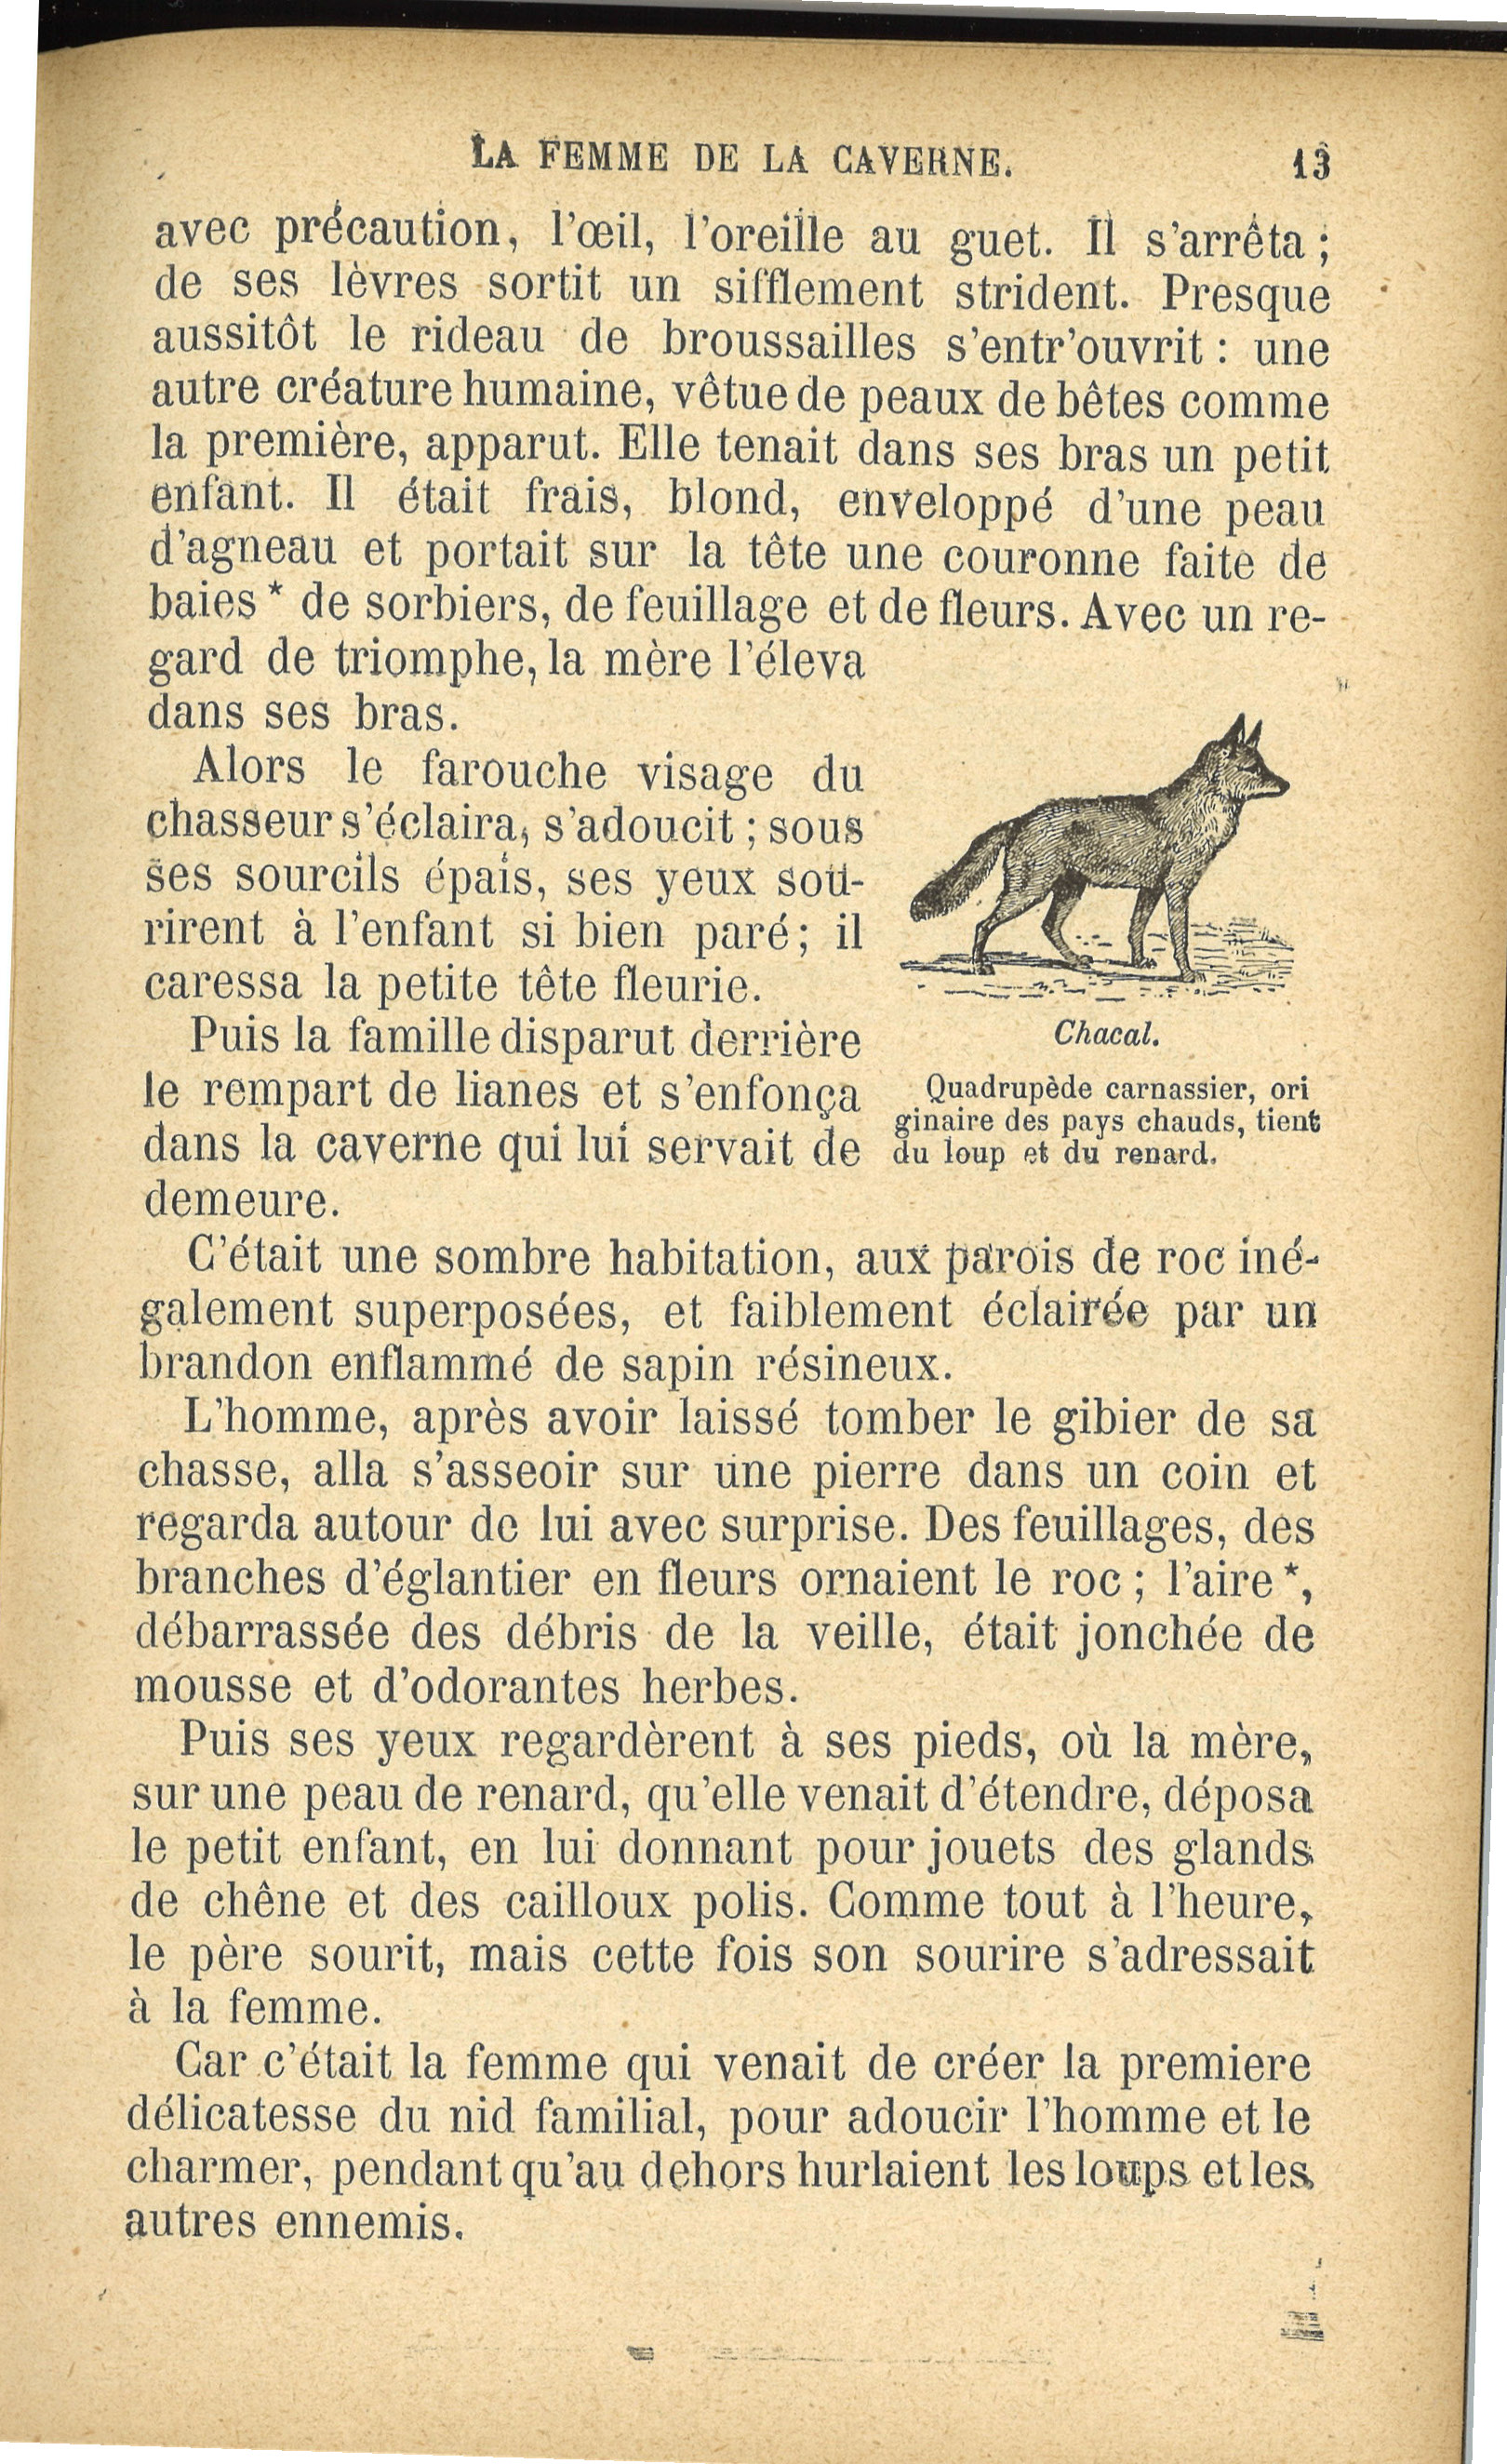 LA FEMME DE LA CAVERNE. 13
avec précaution, l'œil, l'oreille au guet. Il s'arrêta ;
de ses lèvres sortit un sifflement strident. Presque
aussitôt le rideau de broussailles s'entr'ouvrit : une
autre créature humaine, vêtue de peaux de bêtes comme
la première, apparut. Elle tenait dans ses bras un petit
enfant. Il était frais, blond, enveloppé d'une peau
d'agneau et portait sur la tête une couronne faite de
baies * de sorbiers, de feuillage et de fleurs. Avec un re-
gard de triomphe, la mère l'éleva
dans ses bras.
Alors le farouche visage du
chasseur s'éclaira, s'adoucit ; sous
ses sourcils épais, ses yeux sou-
rirent à l'enfant si bien paré ; il
caressa la petite tête fleurie.
Puis la famille disparut derrière
le rempart de lianes et s'enfonça
dans la caverne qui lui servait de
demeure.
Chacal.
Quadrupède carnassier, ori
ginaire des pays chauds, tient
du loup et du renard.
C'était une sombre habitation, aux parois de roc iné-
galement superposées, et faiblement éclairée par un
brandon enflammé de sapin résineux.
L'homme, après avoir laissé tomber le gibier de sa
chasse, alla s'asseoir sur une pierre dans un coin et
regarda autour de lui avec surprise. Des feuillages, des
branches d'églantier en fleurs ornaient le roc ; l'aire *,
débarrassée des débris de la veille, était jonchée de
mousse et d'odorantes herbes.
Puis ses yeux regardèrent à ses pieds, où la mère,
sur une peau de renard, qu'elle venait d'étendre, déposa
le petit enfant, en lui donnant pour jouets des glands
de chêne et des cailloux polis. Comme tout à l'heure,
le père sourit, mais cette fois son sourire s'adressait
à la femme.
Car c'était la femme qui venait de créer la premiere
délicatesse du nid familial, pour adoucir l'homme et le
charmer, pendant qu'au dehors hurlaient les loups et les
autres ennemis.